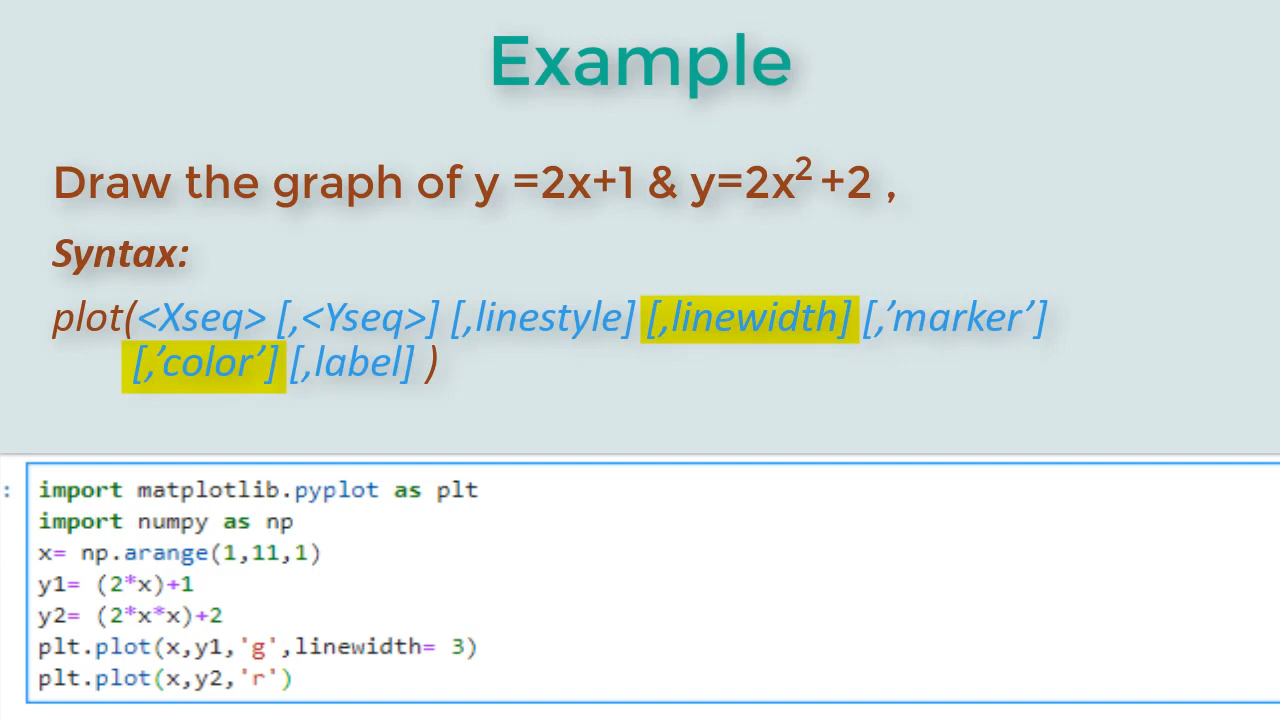 Example
Draw the graph of y =2x+1 & y=2x² +2 ,
Syntax:
plot(<Xseq> [,<Yseq>] [,linestyle] [,linewidth] [,’marker’]
[,’color’] [,label] )
: import matplotlib.pyplot as plt
import numpy as np
x= np.arange(1,11,1)
y1= (2*x)+1
y2= (2*x*x)+2
plt.plot(x,y1,'g',linewidth= 3)
plt.plot(x,y2,'r')